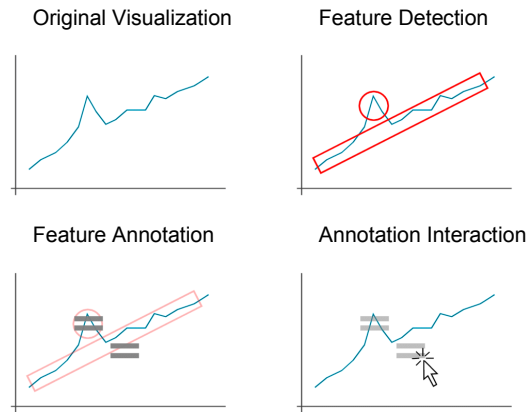 Original Visualization
Feature Detection
Feature Annotation
Annotation Interaction